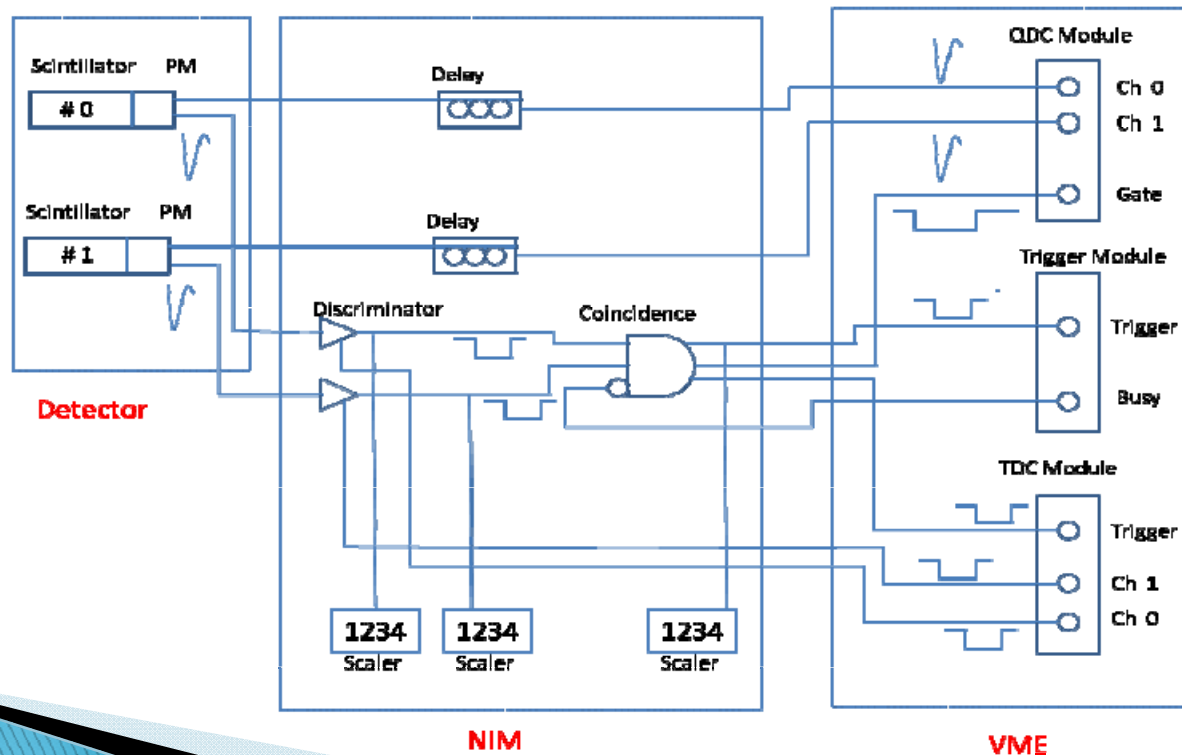 Scintillator PM
# 0
Scintillator PM
# 1
Detector
Delay
Delay
Discriminator
Coincidence
1234
Scaler
1234
Scaler
1234
Scaler
NIM
QDC Module
Ch 0
Ch 1
Gate
Trigger Module
Trigger
Busy
TDC Module
Trigger
Ch 1
Ch 0
VME